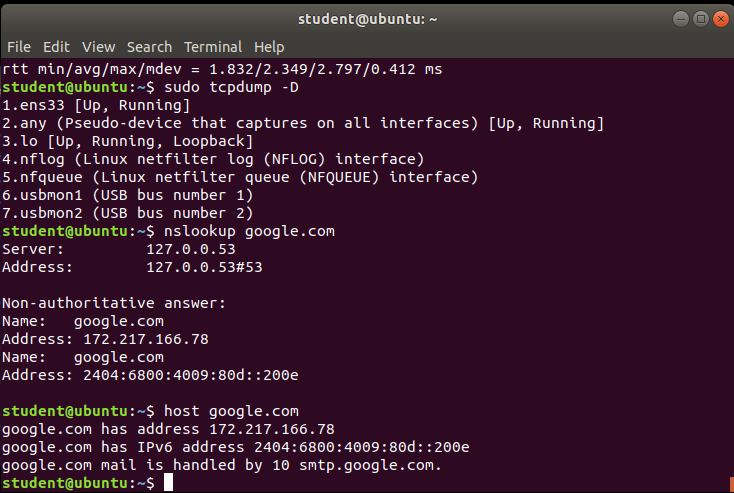 student@ubuntu: ~
File Edit View Search Terminal Help
rtt min/avg/max/mdev = 1.832/2.349/2.797/0.412 ms
student@ubuntu:~$ sudo tcpdump -D
1.ens33 [Up, Running]
2.any (Pseudo-device that captures on all interfaces) [Up, Running]
3.lo [Up, Running, Loopback]
4.nflog (Linux netfilter log (NFLOG) interface)
5.nfqueue (Linux netfilter queue (NFQUEUE) interface)
6.usbmon1 (USB bus number 1)
7.usbmon2 (USB bus number 2)
student@ubuntu:~$ nslookup google.com
Server:         127.0.0.53
Address:        127.0.0.53#53
Non-authoritative answer:
Name:   google.com
Address: 172.217.166.78
Name:   google.com
Address: 2404:6800:4009:80d::200e
student@ubuntu:~$ host google.com
google.com has address 172.217.166.78
google.com has IPv6 address 2404:6800:4009:80d::200e
google.com mail is handled by 10 smtp.google.com.
student@ubuntu:~$